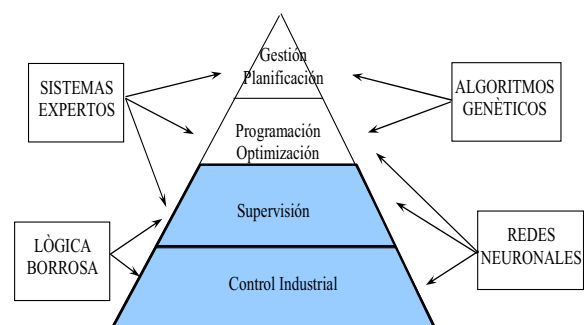 Gestión
Planificación
SISTEMAS
EXPERTOS
ALGORITMOS
GENÈTICOS
Programación
Optimización
Supervisión
LÒGICA
BORROSA
REDES
NEURONALES
Control Industrial